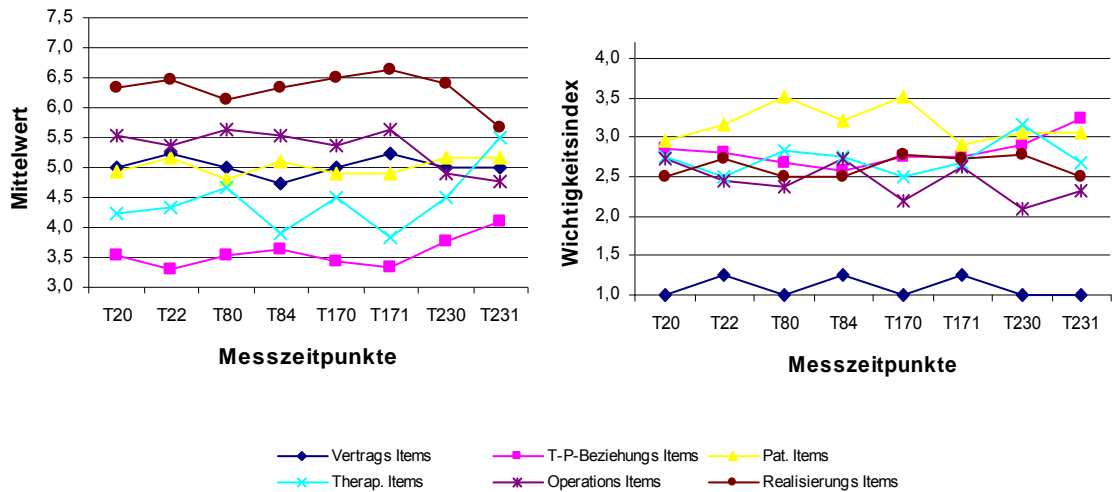 7,5
7,0
6,5
6,0
5,5
5,0
4,5
4,0
3,5
3,0
Mittelwert
T20 T22 T80 T84 T170 T171 T230 T231
Messzeitpunkte
4,0
3,5
3,0
2,5
2,0
1,5
1,0
Wichtigkeitsindex
T20 T22 T80 T84 T170 T171 T230 T231
Messzeitpunkte
Vertrags Items T-P-Beziehungs Items Pat. Items
Therap. Items Operations Items Realisierungs Items